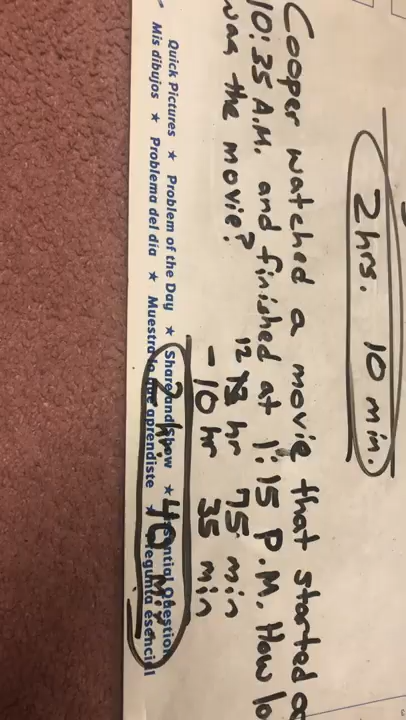 2 hrs. 10 min.
Cooper watched a movie that started a
10:35 A.M. and finished at 1:15 P.M. How lo
was the movie?
12 13 hr 75 min
- 10 hr 35 min
2 hr. 40 min
Quick Pictures ★ Problem of the Day ★ Share and Show ★ Essential Question
Mis dibujos ★ Problema del día ★ Muestra lo que aprendiste ★ Pregunta esencial